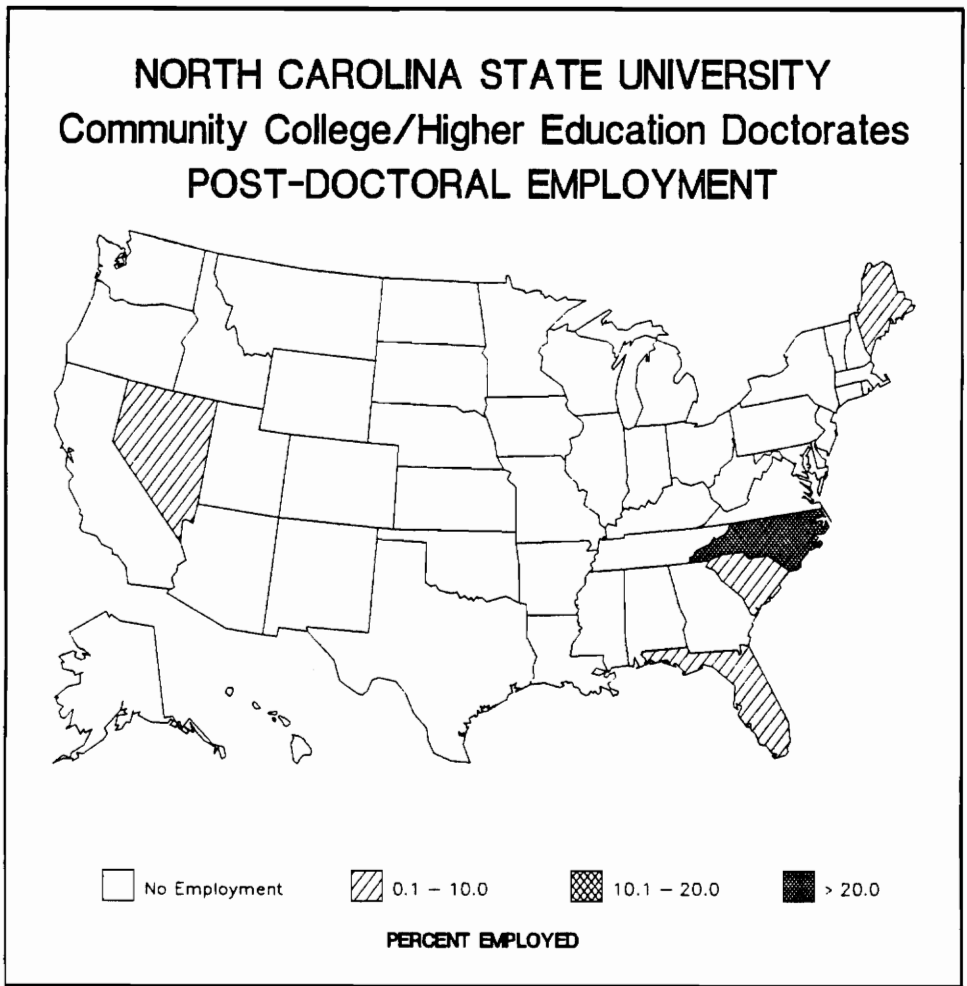 NORTH CAROLINA STATE UNIVERSITY
Community College/Higher Education Doctorates
POST-DOCTORAL EMPLOYMENT
No Employment
0.1 - 10.0
10.1 - 20.0
> 20.0
PERCENT EMPLOYED